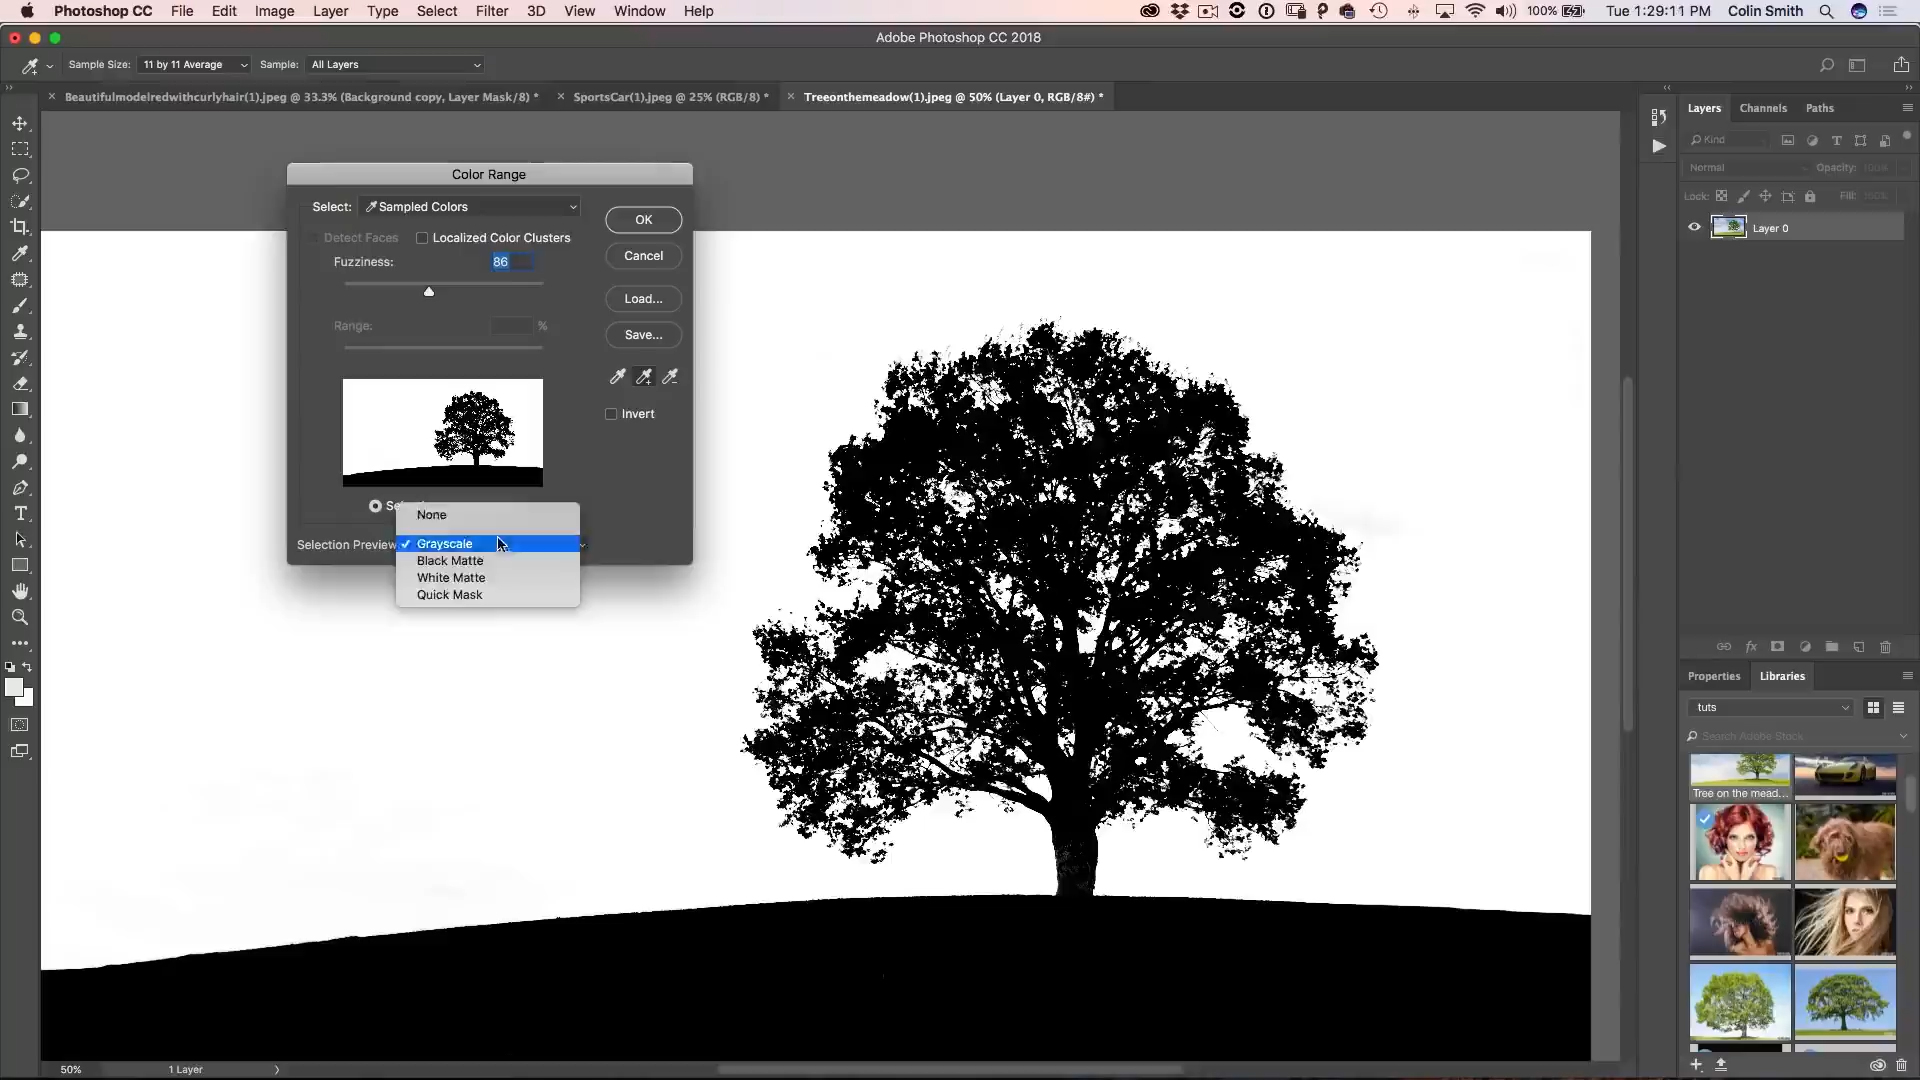 Photoshop CC File Edit Image Layer Type Select Filter 3D View Window Help 100% Tue 1:29:11 PM Colin Smith
Adobe Photoshop CC 2018
Sample Size: 11 by 11 Average Sample: All Layers
Beautifulmodelredwithcurlyhair(1).jpeg @ 33.3% (Background copy, Layer Mask/8) * SportsCar(1).jpeg @ 25% (RGB/8) * Treeonthemeadow(1).jpeg @ 50% (Layer 0, RGB/8#) *
Layers Channels Paths
Kind
Normal Opacity: 100%
Lock: Fill: 100%
Layer 0
Color Range
Select: Sampled Colors
OK
Detect Faces Localized Color Clusters
Cancel
Fuzziness: 86
Load...
Range: %
Save...
Invert
None
Selection Preview Grayscale
Black Matte
White Matte
Quick Mask
Properties Libraries
tuts
Search Adobe Stock
Tree on the mead...
50% 1 Layer